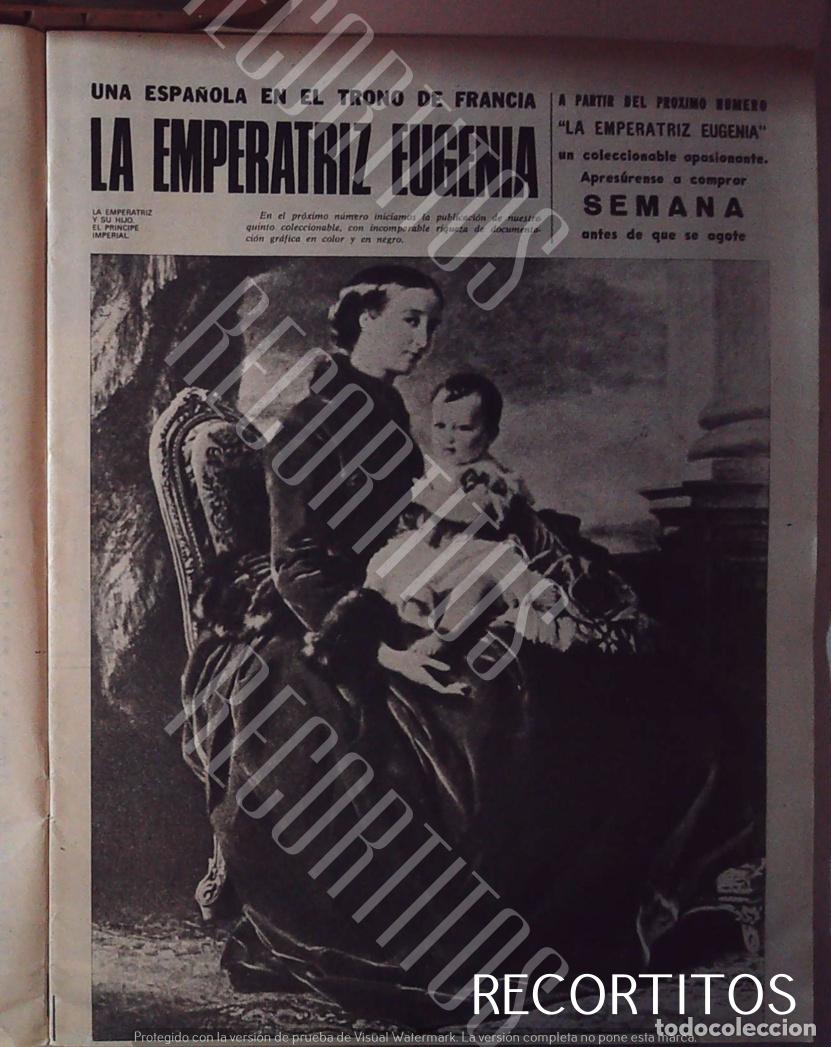 UNA ESPAÑOLA EN EL TRONO DE FRANCIA
LA EMPERATRIZ EUGENIA
LA EMPERATRIZ
Y SU HIJO,
EL PRINCIPE
IMPERIAL.
En el próximo número iniciamos la publicación de nuestro
quinto coleccionable, con incomparable riqueza de documenta-
ción gráfica en color y en negro.
A PARTIR DEL PROXIMO NUMERO
"LA EMPERATRIZ EUGENIA"
un coleccionable apasionante.
Apresúrense a comprar
SEMANA
antes de que se agote
RECORTITOS
RECORTITOS
RECORTITOS
RECORTITOS
todocoleccion
Protegido con la versión de prueba de Visual Watermark. La versión completa no pone esta marca.